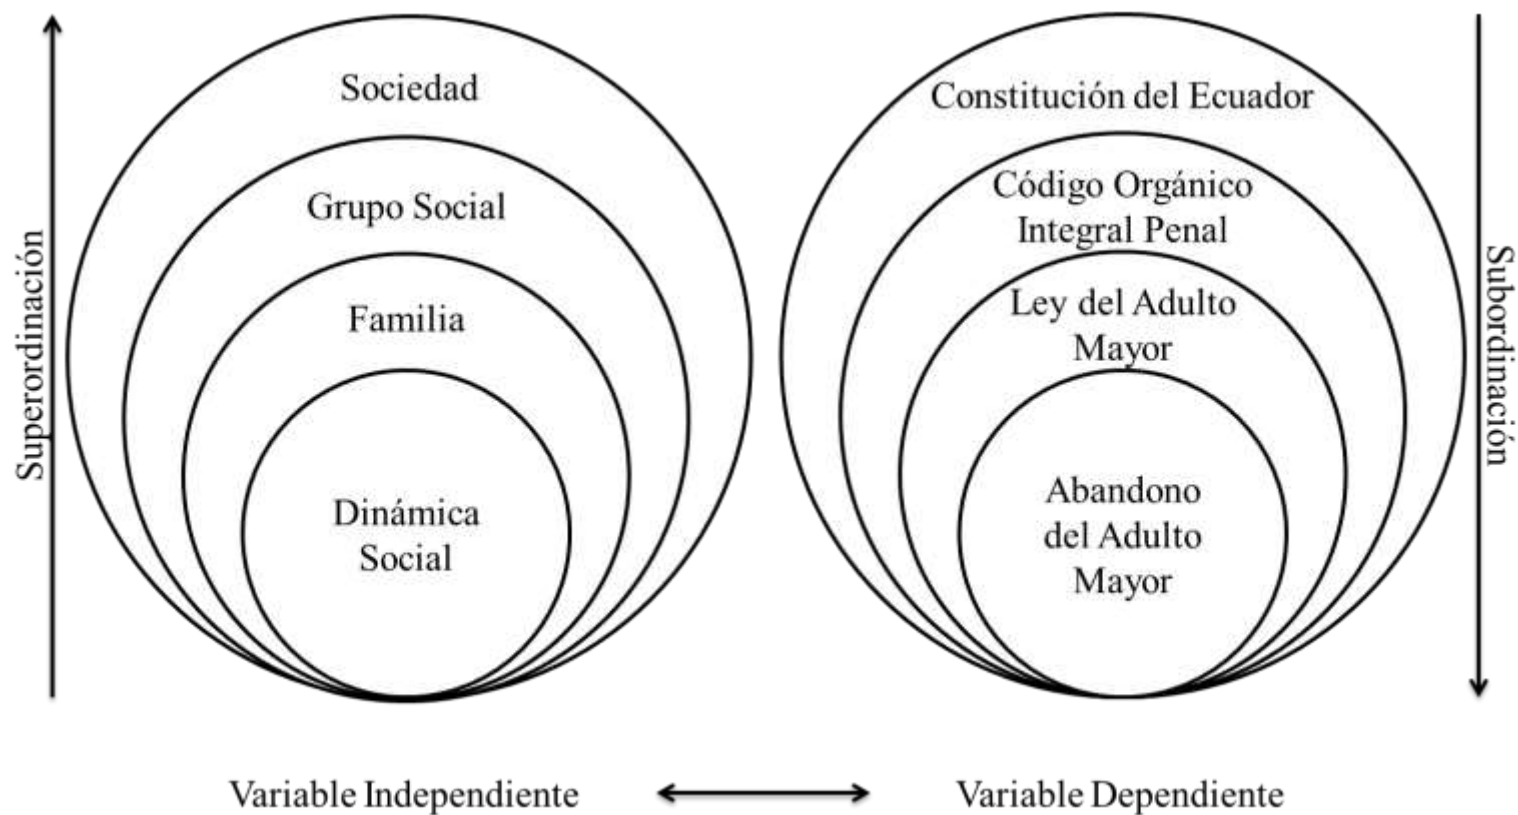 Superordinación
Sociedad
Grupo Social
Familia
Dinámica
Social
Constitución del Ecuador
Código Orgánico
Integral Penal
Ley del Adulto
Mayor
Abandono
del Adulto
Mayor
Subordinación
Variable Independiente
Variable Dependiente